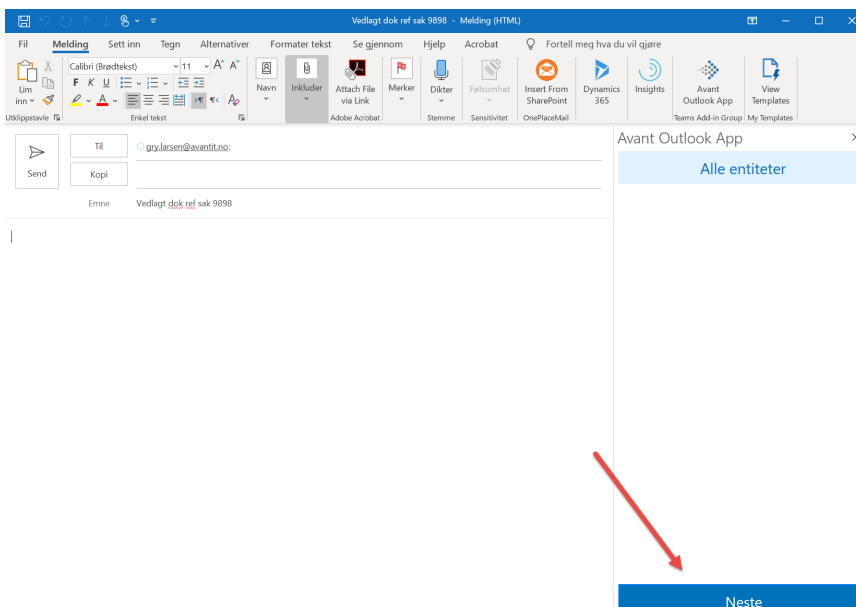 Vedlagt dok ref sak 9898 - Melding (HTML)
Fil Melding Sett inn Tegn Alternativer Formater tekst Se gjennom Hjelp Acrobat Fortell meg hva du vil gjøre
Lim inn
Calibri (Brødtekst) 11 A A
F K U
A
Navn
Inkluder
Attach File via Link
Merker
Dikter
Følsomhet
Insert From SharePoint
Dynamics 365
Insights
Avant Outlook App
View Templates
Utklippstavle Enkel tekst Adobe Acrobat Stemme Sensitivitet OnePlaceMail Teams Add-in Group My Templates
Avant Outlook App
Alle entiteter
Send
Til gry.larsen@avantit.no;
Kopi
Emne Vedlagt dok ref sak 9898
Neste